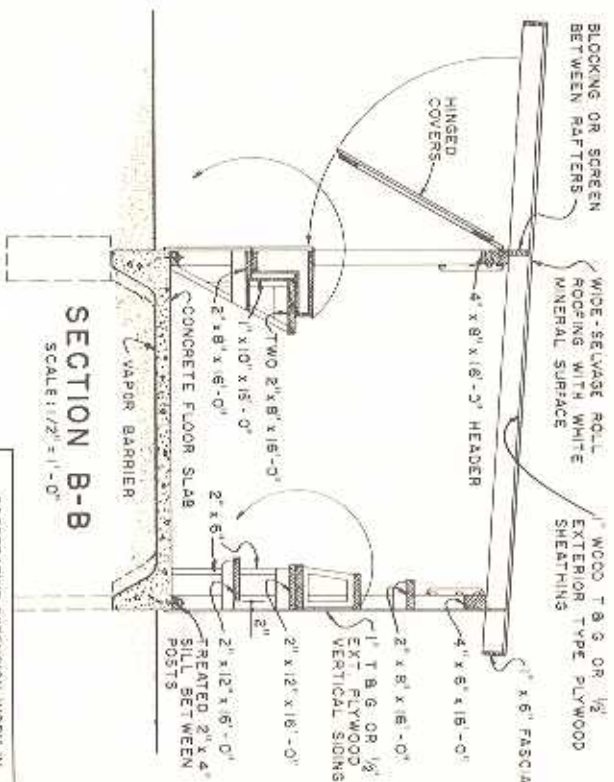 BLOCKING OR SCREEN
BETWEEN RAFTERS
WIDE-SELVAGE ROLL
ROOFING WITH WHITE
MINERAL SURFACE
1" WOOD T & G OR 1/2"
EXTERIOR TYPE PLYWOOD
SHEATHING
1" x 6" FASCIA
HINGED
COVERS
4" x 8" x 16'-0" HEADER
4" x 6" x 16'-0"
2" x 8" x 16'-0"
1" T & G OR 1/2"
EXT PLYWOOD
VERTICAL SIDING
TWO 2" x 8" x 16'-0"
1" x 10" x 16'-0"
2" x 8" x 16'-0"
2" x 12" x 16'-0"
2"
2" x 6"
2" x 12" x 16'-0"
TREATED 2" x 4"
SILL BETWEEN
POSTS
CONCRETE FLOOR SLAB
VAPOR BARRIER
SECTION B-B
SCALE: 1/2" = 1'-0"